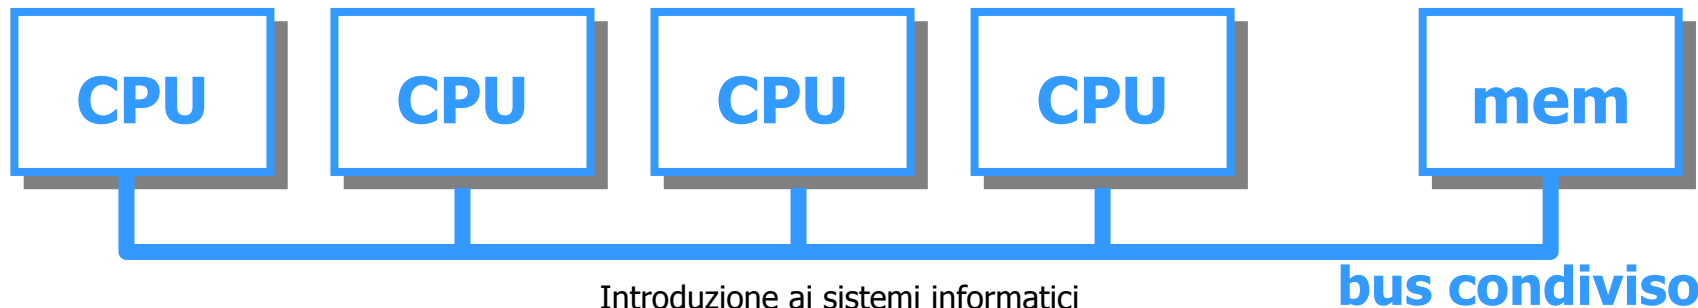 CPU CPU CPU CPU mem
bus condiviso
Introduzione ai sistemi informatici